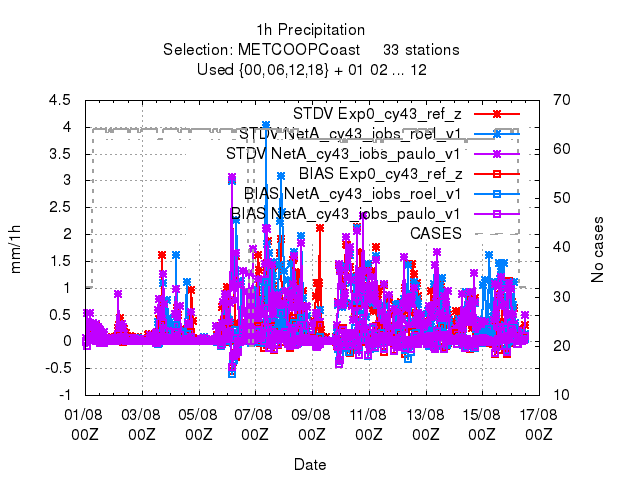 1h Precipitation
Selection: METCOOPCoast 33 stations
Used {00,06,12,18} + 01 02 ... 12
STDV Exp0_cy43_ref_z
STDV NetA_cy43_iobs_roel_v1
STDV NetA_cy43_iobs_paulo_v1
BIAS Exp0_cy43_ref_z
BIAS NetA_cy43_iobs_roel_v1
BIAS NetA_cy43_iobs_paulo_v1
CASES
4.5
4
3.5
3
2.5
2
1.5
1
0.5
0
-0.5
-1
mm/1h
70
60
50
40
30
20
10
No cases
01/08 03/08 05/08 07/08 09/08 11/08 13/08 15/08 17/08
00Z 00Z 00Z 00Z 00Z 00Z 00Z 00Z 00Z
Date